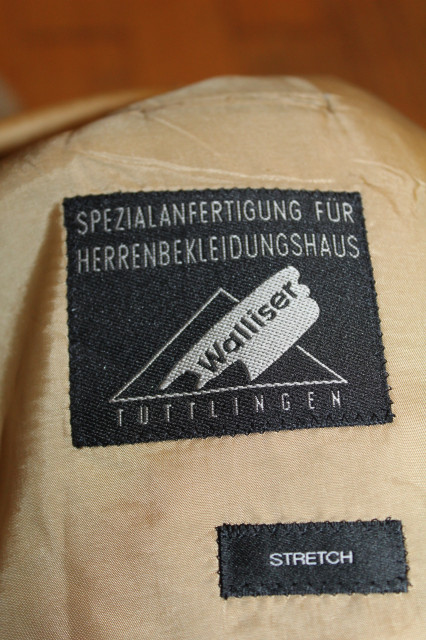 SPEZIALANFERTIGUNG FÜR
HERRENBEKLEIDUNGSHAUS
Walliser
TUTTLINGEN
STRETCH